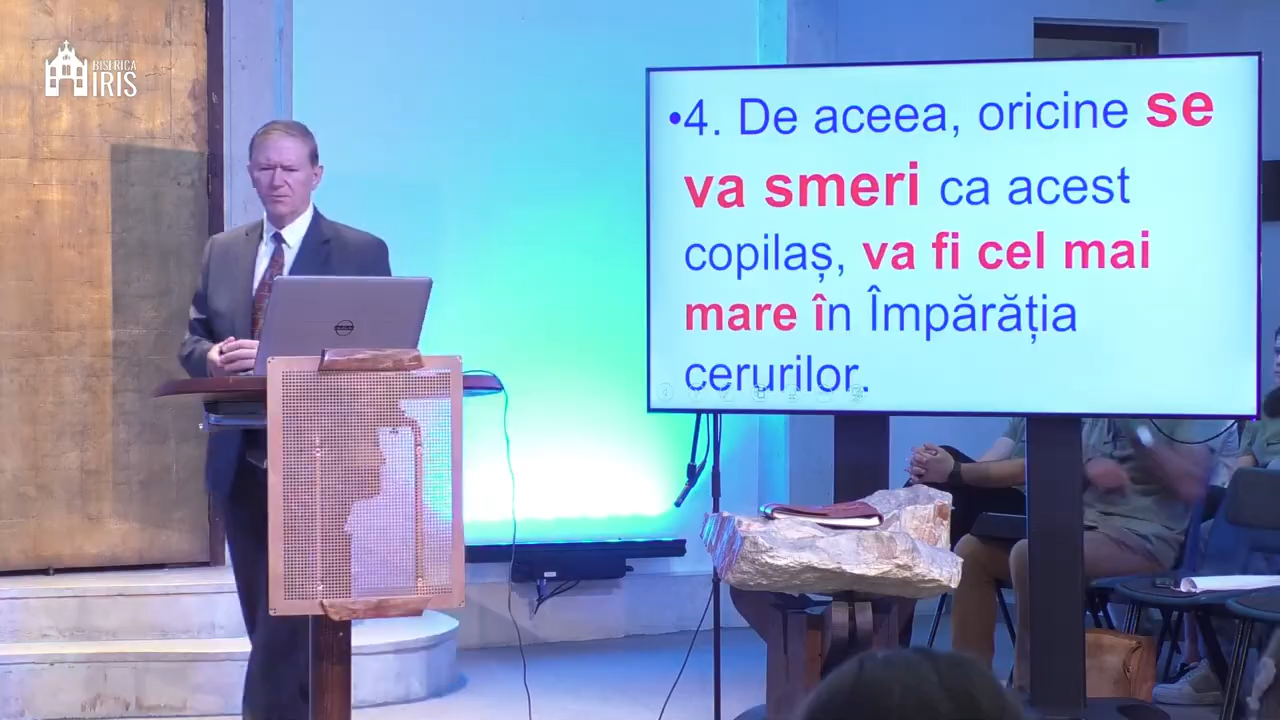 BISERICA
IRIS
•4. De aceea, oricine se
va smeri ca acest
copilaș, va fi cel mai
mare în Împărăția
cerurilor.